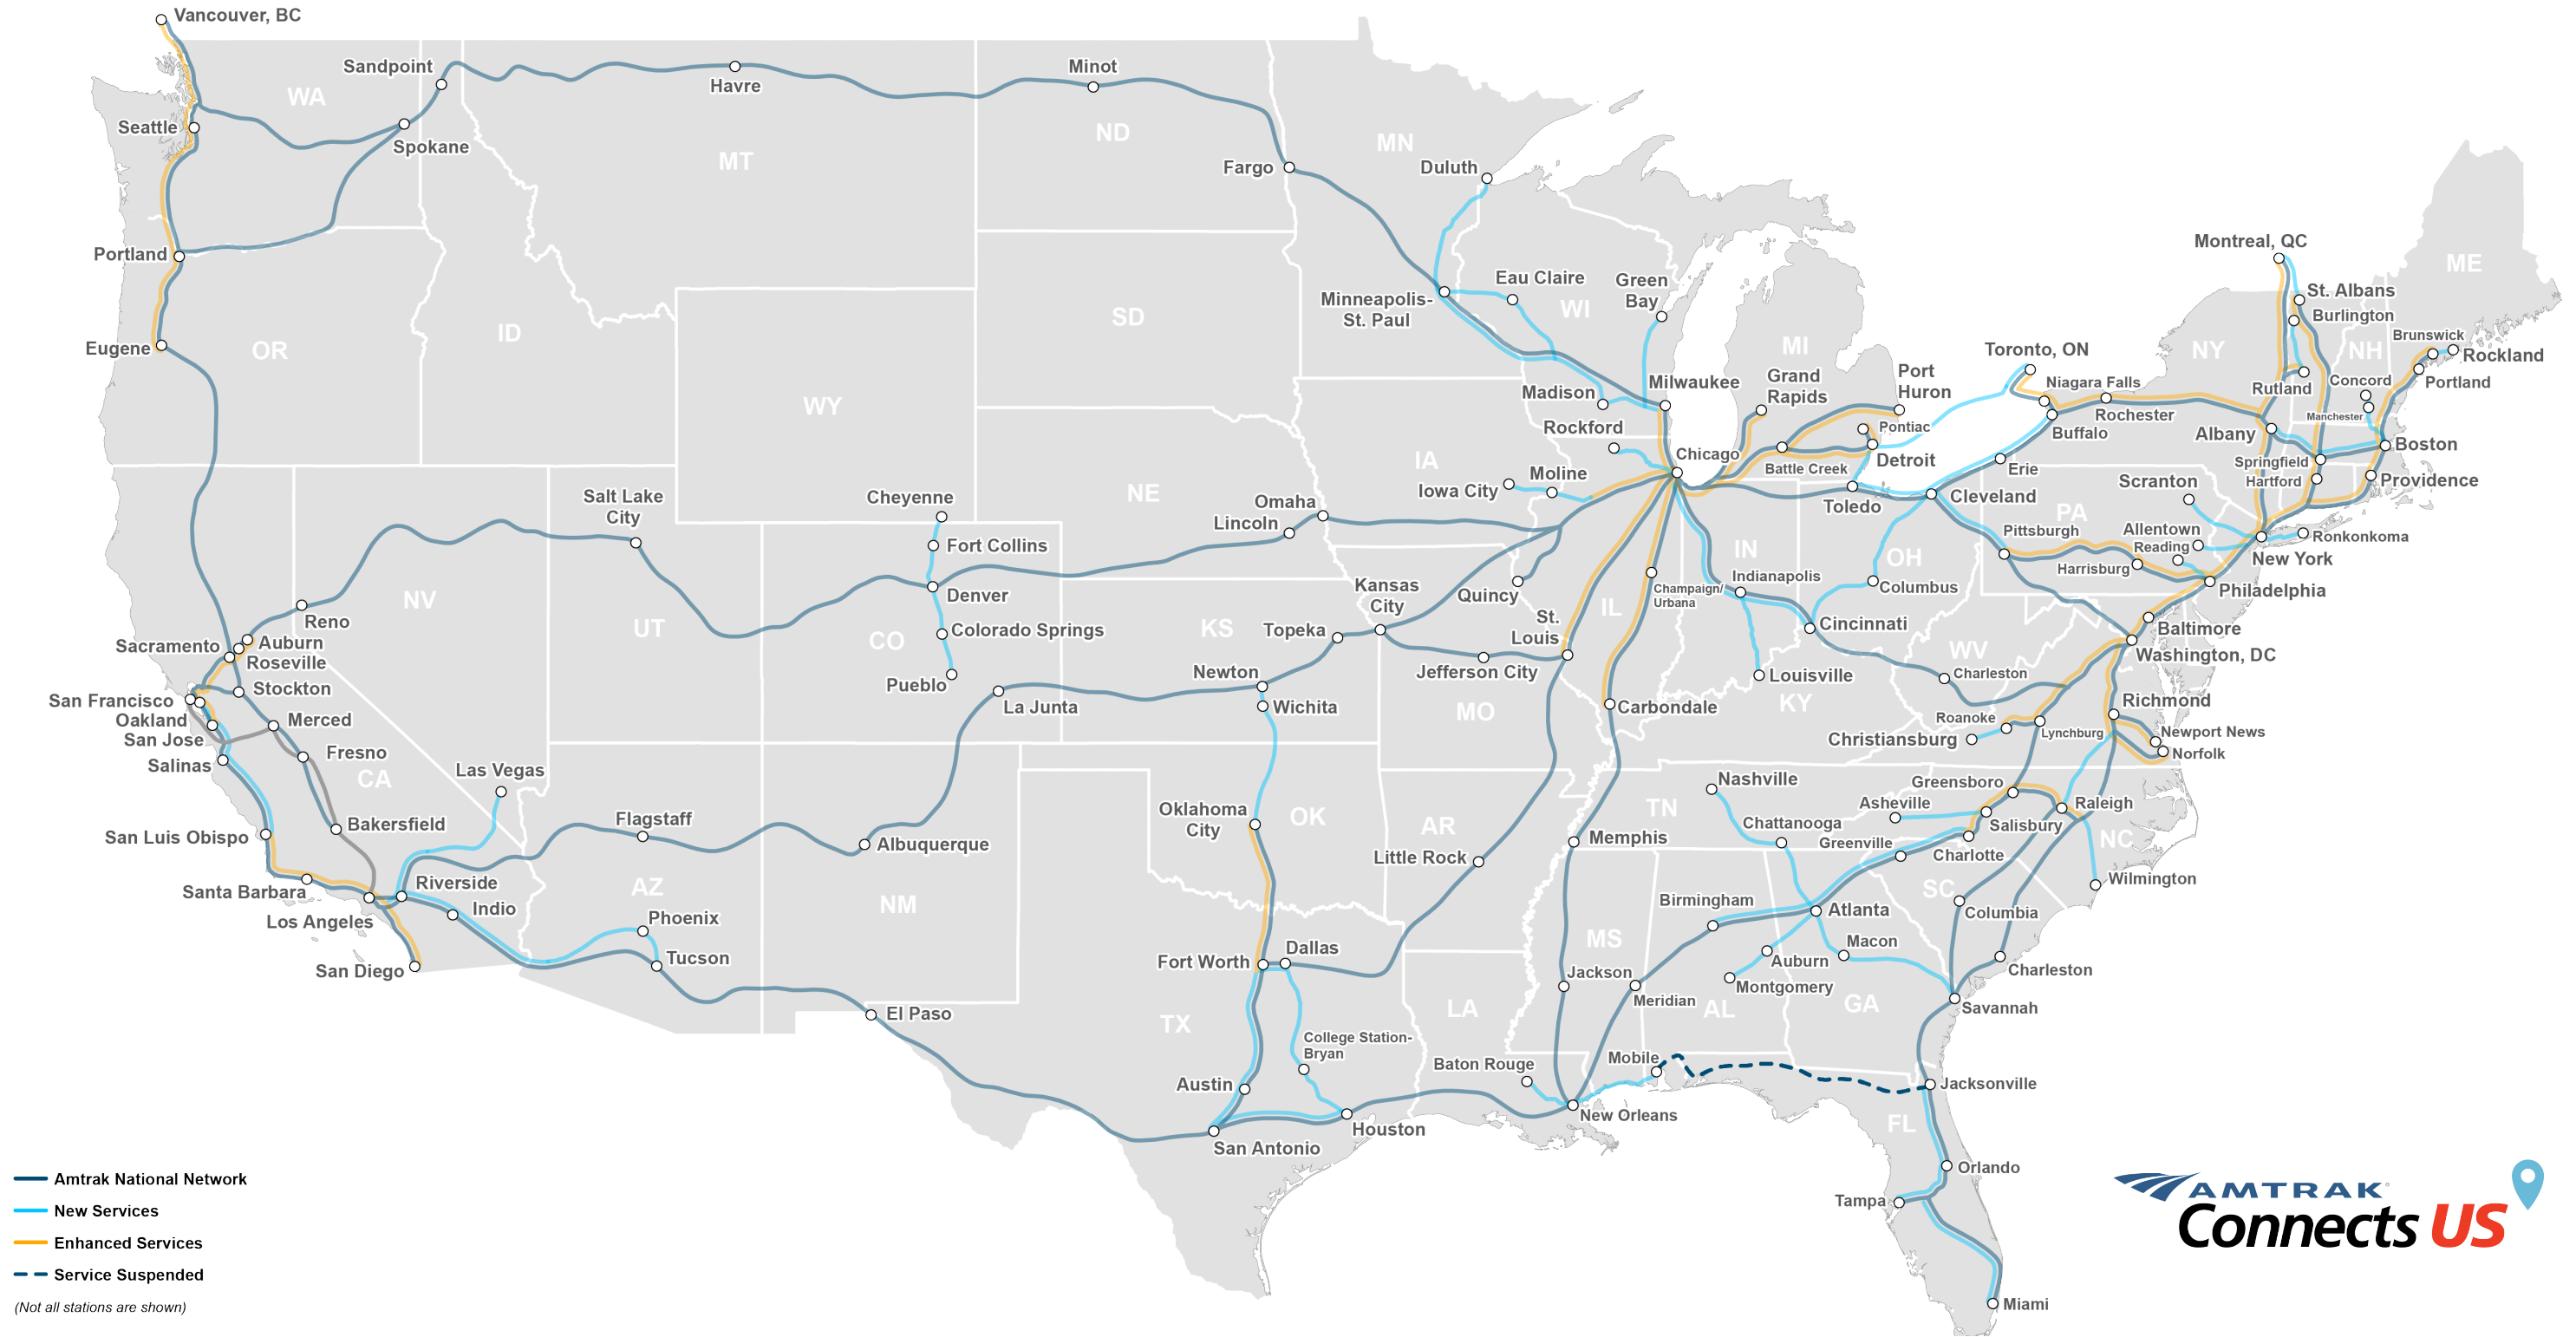 Vancouver, BC
Sandpoint
WA
Seattle
Spokane
Havre
MT
Minot
ND
Fargo
MN
Duluth
Portland
Eugene
OR
ID
WY
SD
Minneapolis-
St. Paul
Eau Claire
WI
Green
Bay
Madison
Milwaukee
Rockford
Chicago
MI
Grand
Rapids
Port
Huron
Pontiac
Battle Creek
Detroit
Toledo
Toronto, ON
Niagara Falls
Rochester
Buffalo
Erie
Cleveland
Montreal, QC
St. Albans
Burlington
NY
NH
ME
Brunswick
Rockland
Portland
Rutland
Concord
Manchester
Albany
Boston
Springfield
Hartford
Providence
Scranton
PA
Allentown
Reading
Pittsburgh
Harrisburg
Ronkonkoma
New York
Philadelphia
Baltimore
Washington, DC
IA
Iowa City
Moline
NE
Omaha
Lincoln
Salt Lake
City
Cheyenne
Fort Collins
Denver
Colorado Springs
CO
Pueblo
NV
UT
Reno
Auburn
Sacramento
Roseville
Stockton
San Francisco
Oakland
San Jose
Merced
Fresno
Salinas
CA
Las Vegas
San Luis Obispo
Bakersfield
Santa Barbara
Los Angeles
Riverside
Indio
San Diego
KS
Topeka
Kansas
City
Quincy
St.
Louis
IL
Jefferson City
Newton
Wichita
La Junta
MO
Champaign/
Urbana
IN
Indianapolis
OH
Columbus
Cincinnati
Louisville
KY
WV
Charleston
Carbondale
Richmond
Roanoke
Lynchburg
Christiansburg
Newport News
Norfolk
Flagstaff
Albuquerque
AZ
Phoenix
Tucson
NM
Oklahoma
City
OK
AR
Little Rock
Memphis
TN
Nashville
Chattanooga
Greensboro
Asheville
Raleigh
Salisbury
Greenville
Charlotte
NC
Wilmington
SC
Columbia
Birmingham
Atlanta
Auburn
Macon
Montgomery
Charleston
Savannah
MS
Jackson
Meridian
AL
GA
El Paso
TX
Fort Worth
Dallas
College Station-
Bryan
Austin
San Antonio
Houston
LA
Baton Rouge
New Orleans
Mobile
Jacksonville
FL
Orlando
Tampa
Miami
Amtrak National Network
New Services
Enhanced Services
Service Suspended
(Not all stations are shown)
AMTRAK
Connects US